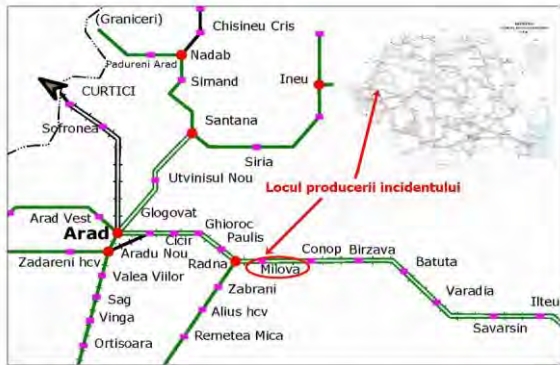 (Graniceri)
Chisineu Cris
Padureni Arad
Nadab
CURTICI
Simand
Ineu
Sofronea
Santana
Siria
Utvinisul Nou
Locul producerii incidentului
Arad Vest
Glogovat
Ghioroc
Arad
Cicir
Paulis
Conop
Birzava
Zadareni hcv
Aradu Nou
Radna
Milova
Batuta
Valea Viilor
Zabrani
Varadia
Ilteu
Sag
Alius hcv
Vinga
Savarsin
Remetea Mica
Ortisoara